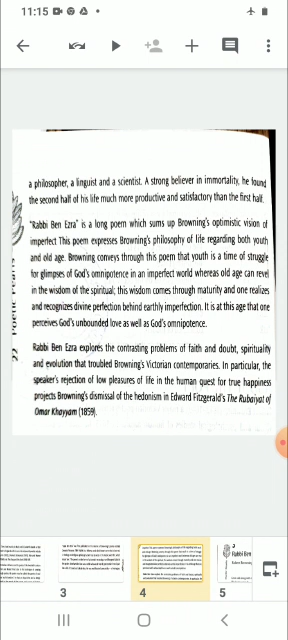 11:15
a philosopher, a linguist and a scientist. A strong believer in immortality, he found
the second half of his life much more productive and satisfactory than the first half.
"Rabbi Ben Ezra" is a long poem which sums up Browning's optimistic vision of
imperfect This poem expresses Browning's philosophy of life regarding both youth
and old age. Browning conveys through this poem that youth is a time of struggle
for glimpses of God's omnipotence in an imperfect world whereas old age can revel
in the wisdom of the spiritual; this wisdom comes through maturity and one realizes
and recognizes divine perfection behind earthly imperfection. It is at this age that one
perceives God's unbounded love as well as God's omnipotence.
Rabbi Ben Ezra explores the contrasting problems of faith and doubt, spirituality
and evolution that troubled Browning's Victorian contemporaries. In particular, the
speaker's rejection of low pleasures of life in the human quest for true happiness
projects Browning's dismissal of the hedonism in Edward Fitzgerald's The Rubaiyat of
Omar Khayyam (1859).
Poetic Pearls
3
4
5
Rabbi Ben